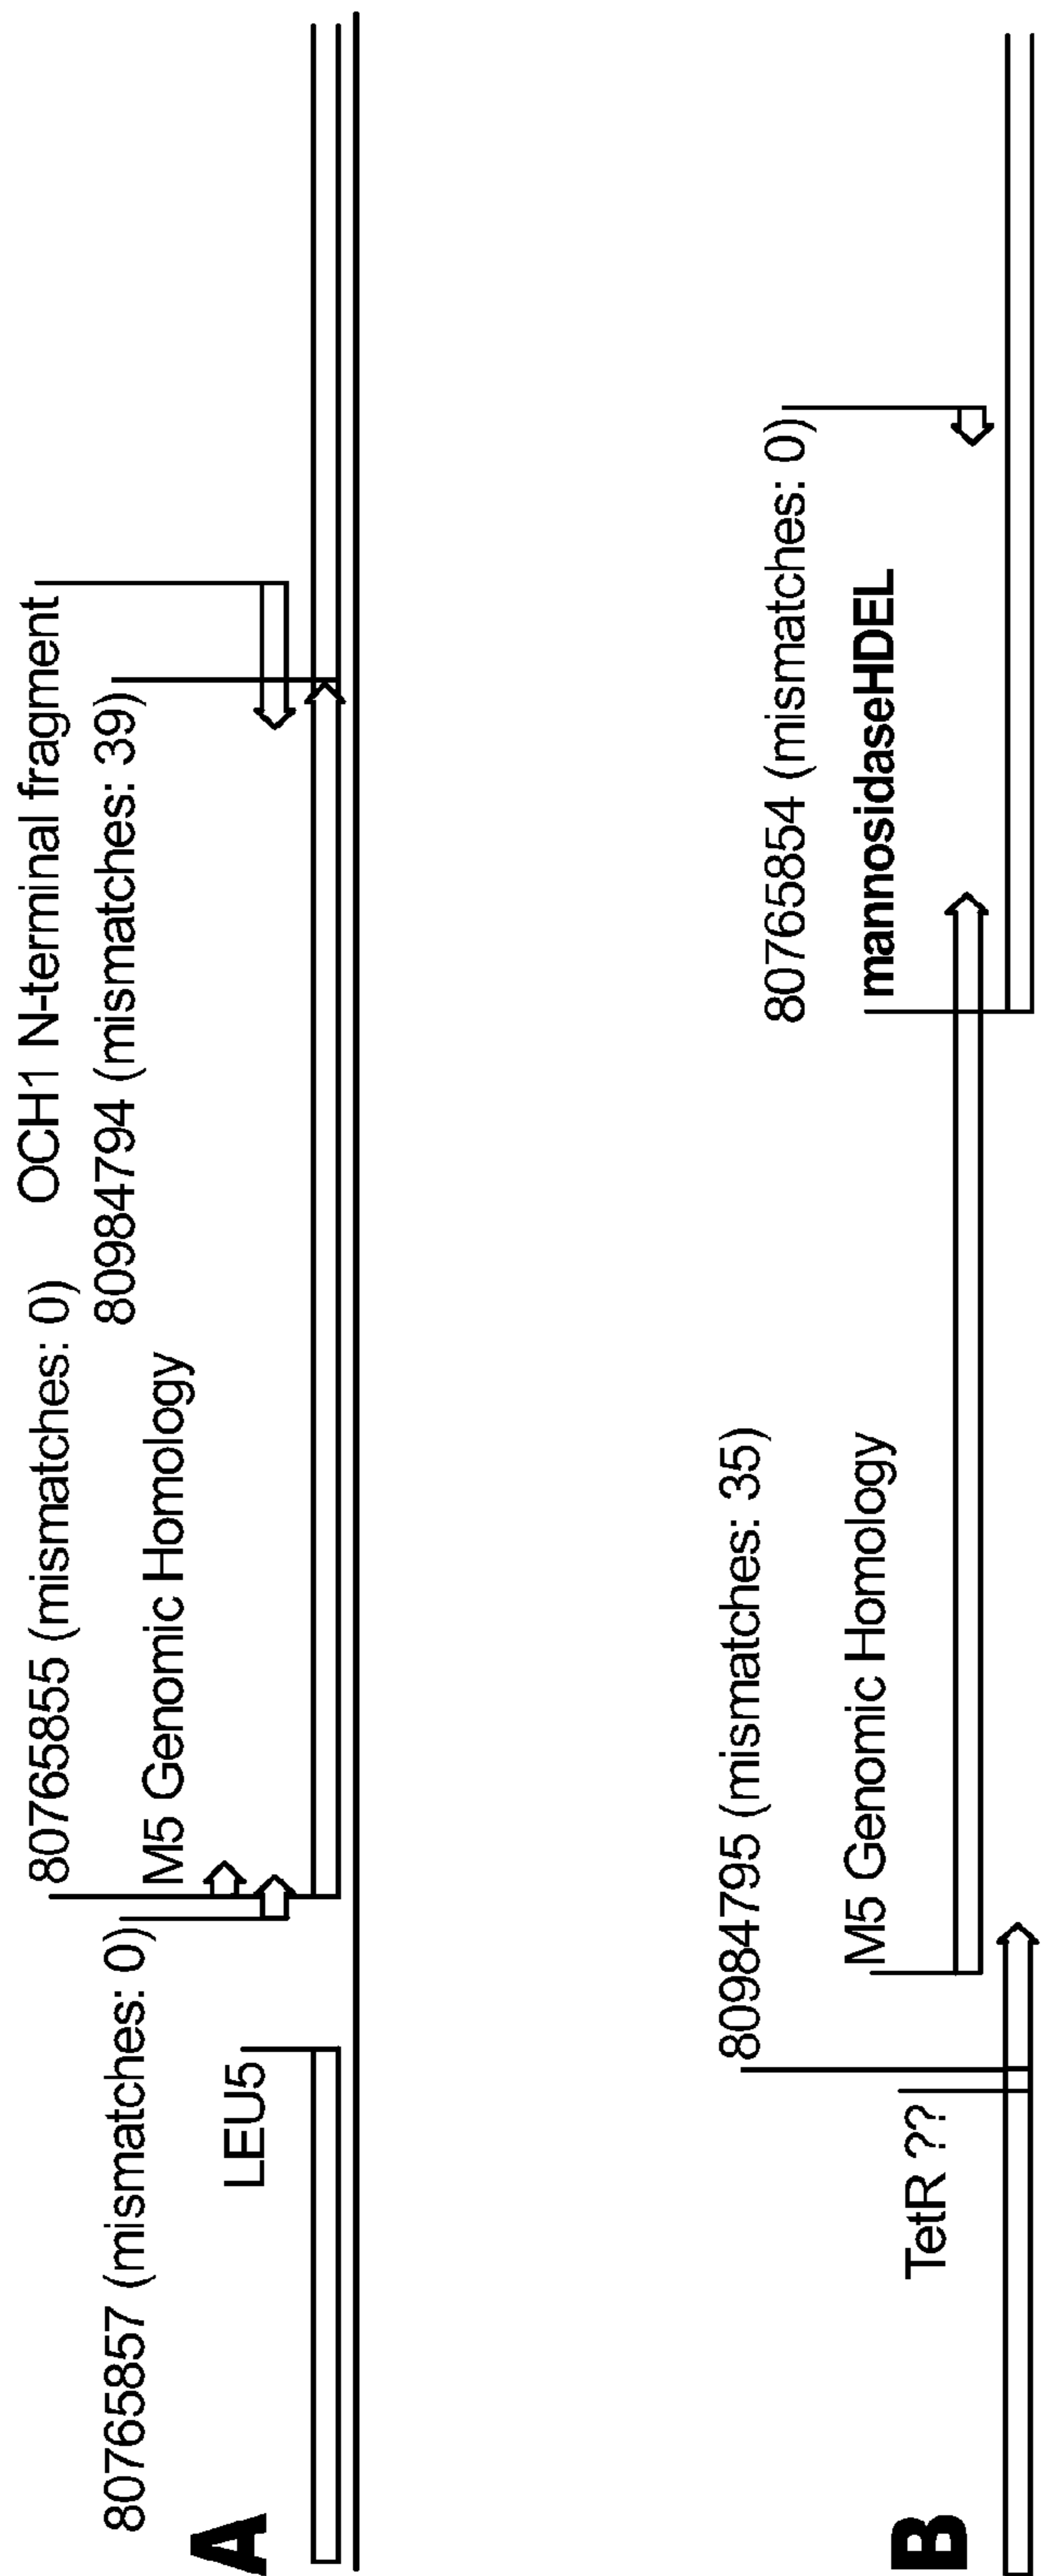 A
80765857 (mismatches: 0)
LEU5
80765855 (mismatches: 0)
M5 Genomic Homology
OCH1 N-terminal fragment
80984794 (mismatches: 39)
B
TetR ??
80984795 (mismatches: 35)
M5 Genomic Homology
80765854 (mismatches: 0)
mannosidaseHDEL